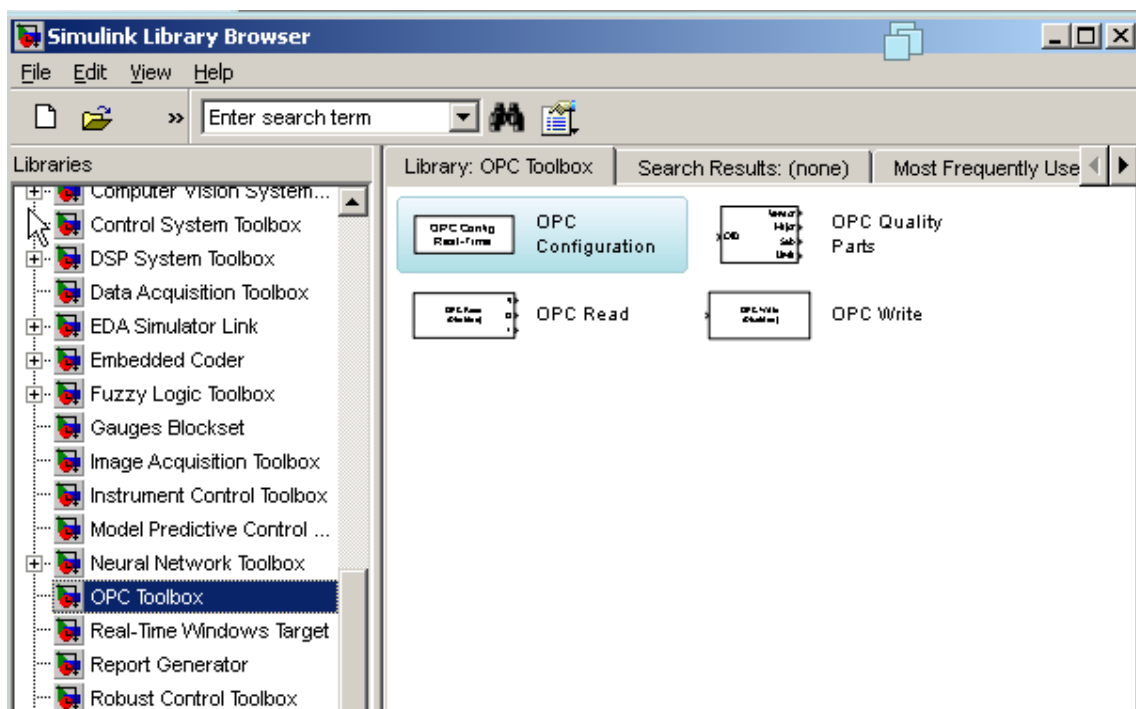 Simulink Library Browser
File Edit View Help
» Enter search term
Libraries
Library: OPC Toolbox Search Results: (none) Most Frequently Use
Computer Vision System...
Control System Toolbox
DSP System Toolbox
Data Acquisition Toolbox
EDA Simulator Link
Embedded Coder
Fuzzy Logic Toolbox
Gauges Blockset
Image Acquisition Toolbox
Instrument Control Toolbox
Model Predictive Control ...
Neural Network Toolbox
OPC Toolbox
Real-Time Windows Target
Report Generator
Robust Control Toolbox
OPC Config
Real-Time
OPC
Configuration
OPC Quality
Parts
OPC Read
OPC Write